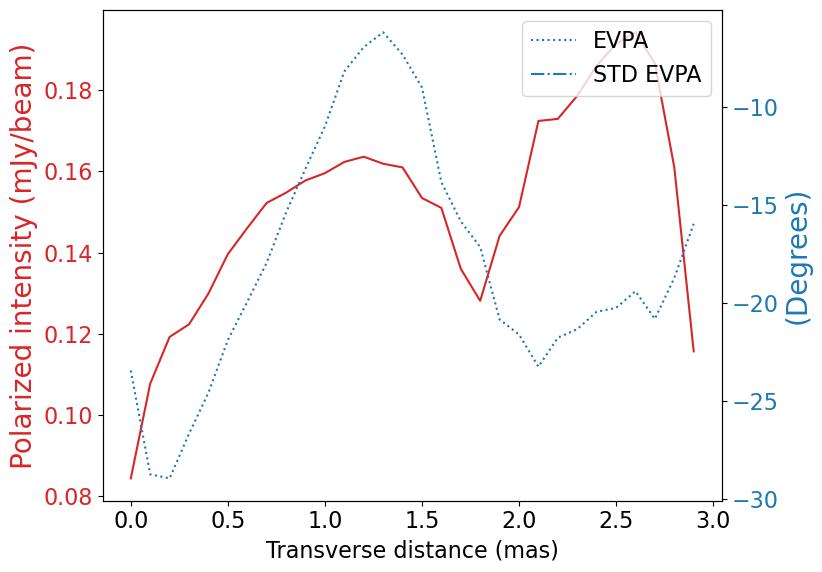 EVPA
STD EVPA
Polarized intensity (mJy/beam)
0.18
0.16
0.14
0.12
0.10
0.08
−10
−15
−20
−25
−30
(Degrees)
0.0 0.5 1.0 1.5 2.0 2.5 3.0
Transverse distance (mas)